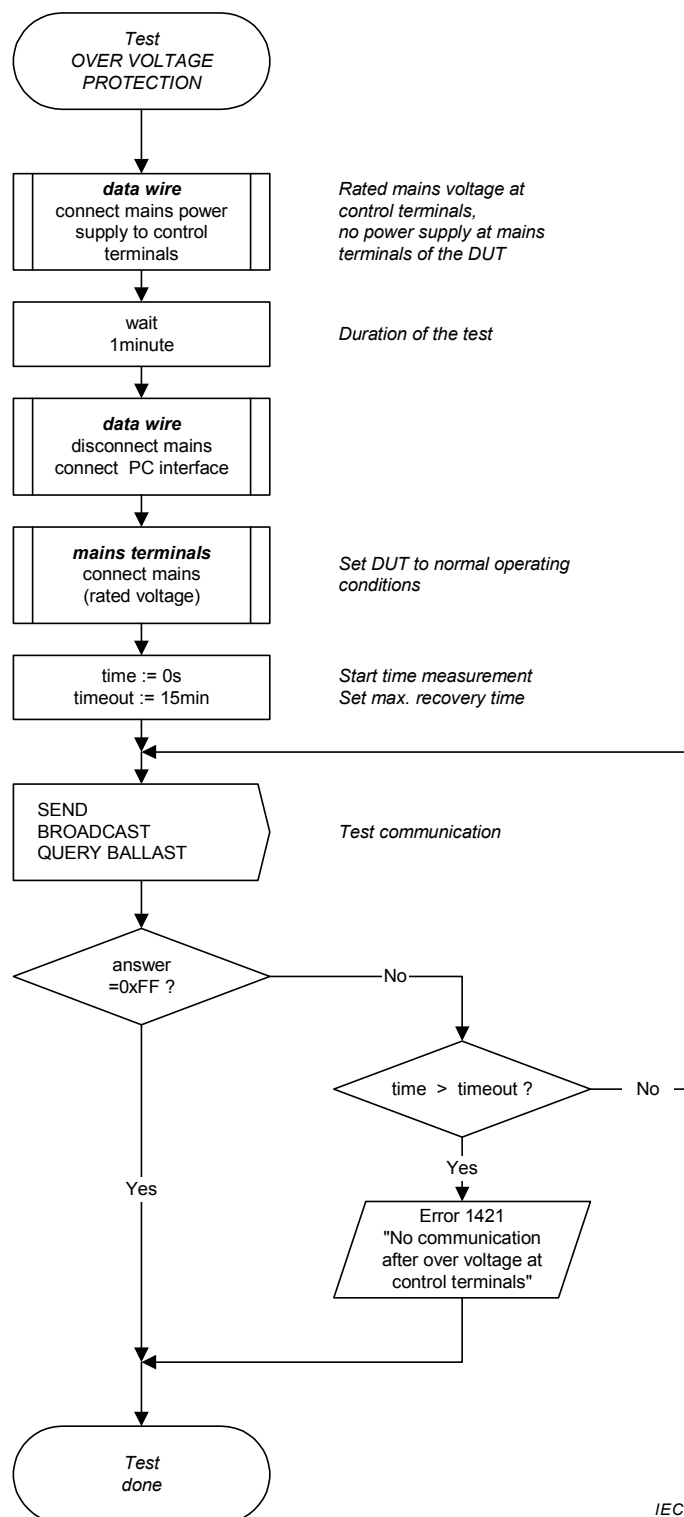 Test
OVER VOLTAGE
PROTECTION
data wire
connect mains power
supply to control
terminals
Rated mains voltage at
control terminals,
no power supply at mains
terminals of the DUT
wait
1minute
Duration of the test
data wire
disconnect mains
connect PC interface
mains terminals
connect mains
(rated voltage)
Set DUT to normal operating
conditions
time := 0s
timeout := 15min
Start time measurement
Set max. recovery time
SEND
BROADCAST
QUERY BALLAST
Test communication
answer
=0xFF ?
No
time > timeout ?
No
Yes
Yes
Error 1421
"No communication
after over voltage at
control terminals"
Test
done
IEC